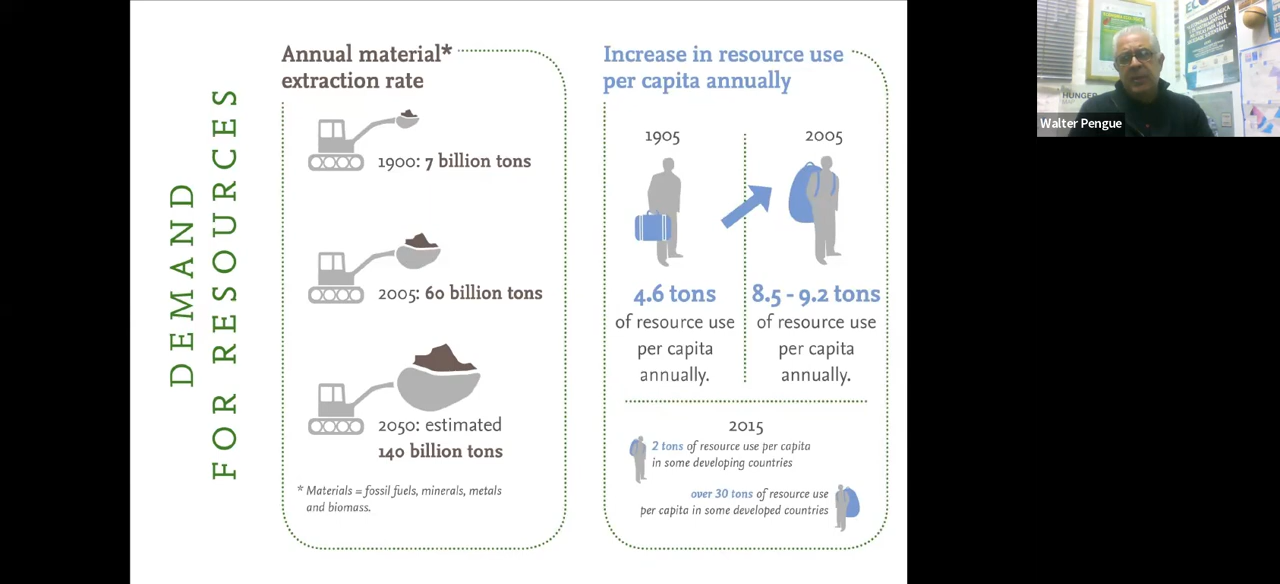 DEMAND
FOR RESOURCES
Annual material*
extraction rate
1900: 7 billion tons
2005: 60 billion tons
2050: estimated
140 billion tons
* Materials = fossil fuels, minerals, metals
and biomass.
Increase in resource use
per capita annually
1905
2005
4.6 tons
of resource use
per capita
annually.
8.5 - 9.2 tons
of resource use
per capita
annually.
2015
2 tons of resource use per capita
in some developing countries
over 30 tons of resource use
per capita in some developed countries
HUNGER
MAP
Walter Pengue